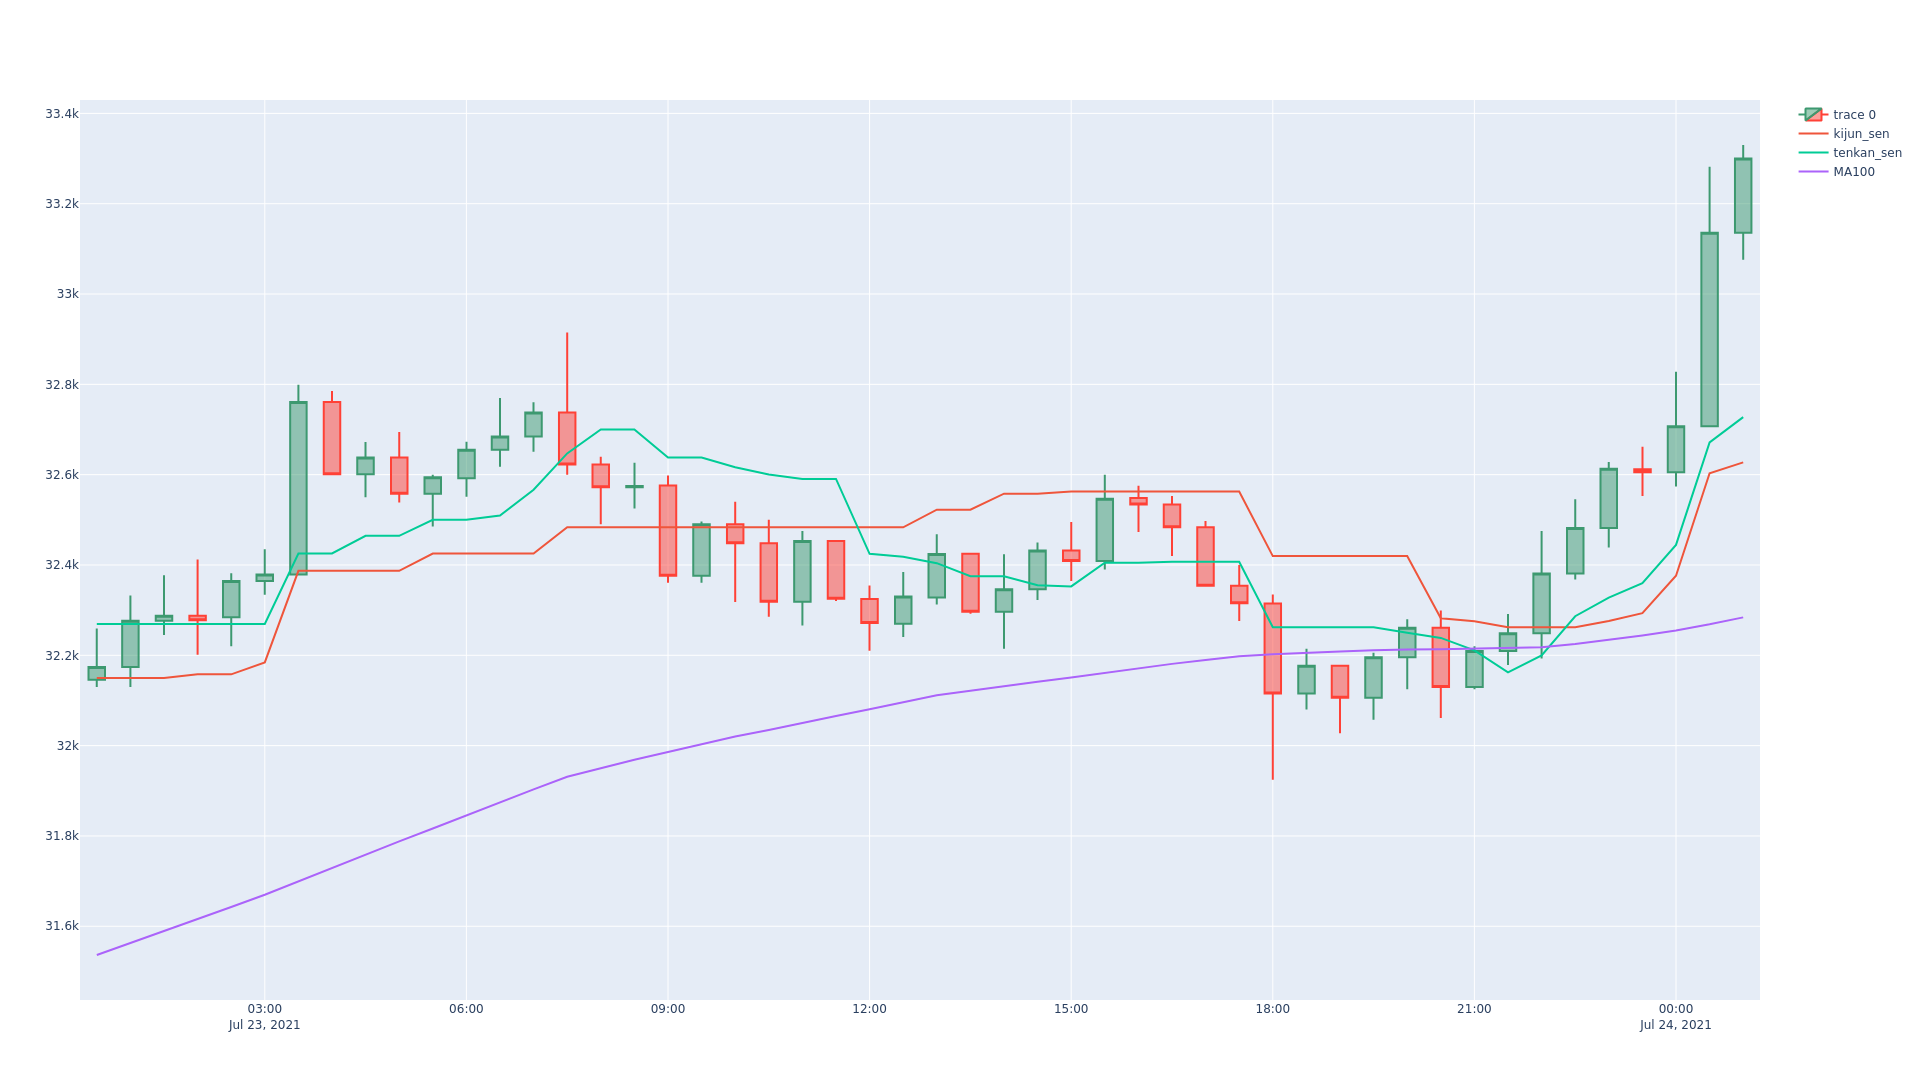 33.4k
33.2k
33k
32.8k
32.6k
32.4k
32.2k
32k
31.8k
31.6k
03:00
Jul 23, 2021
06:00
09:00
12:00
15:00
18:00
21:00
00:00
Jul 24, 2021
trace 0
kijun_sen
tenkan_sen
MA100